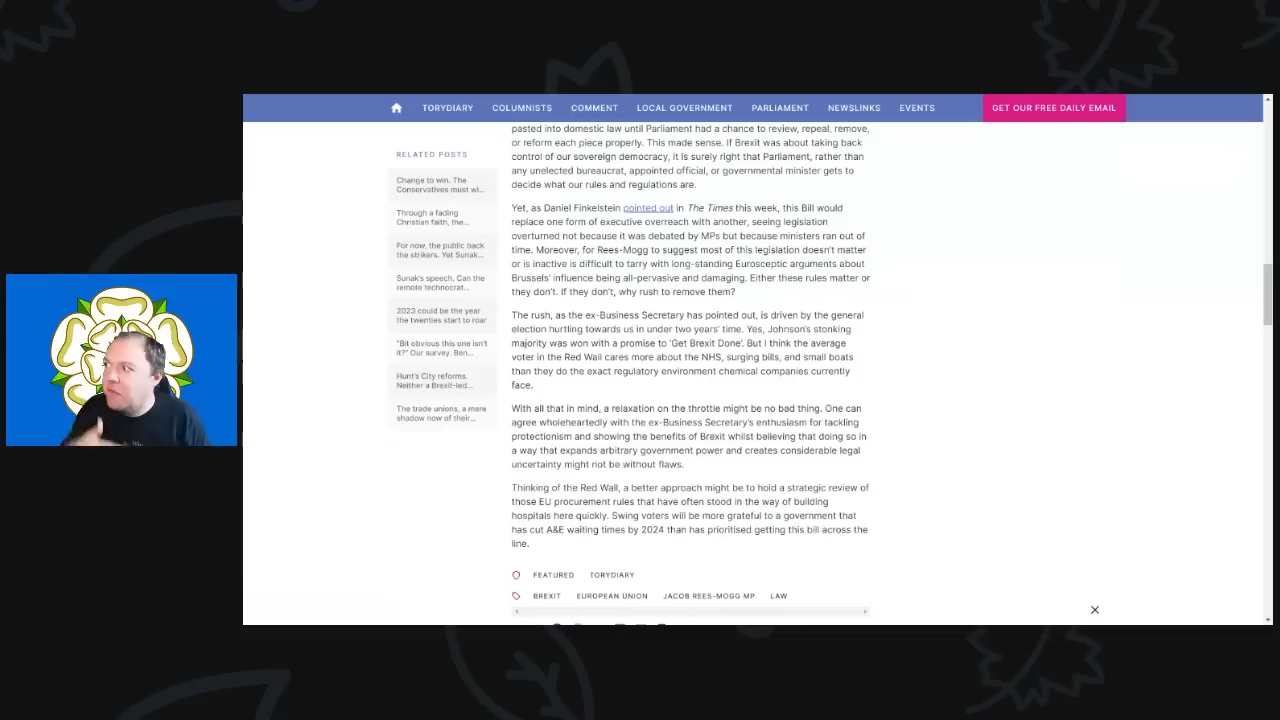 TORYDIARY COLUMNISTS COMMENT LOCAL GOVERNMENT PARLIAMENT NEWSLINKS EVENTS GET OUR FREE DAILY EMAIL
RELATED POSTS
Change to win. The
Conservatives must wi...
Through a fading
Christian faith, the...
For now, the public back
the strikers. Yet Sunak...
Sunak's speech. Can the
remote technocrat...
2023 could be the year
the twenties start to roar
"Bit obvious this one isn't
it?" Our survey. Ben...
Hunt's City reforms.
Neither a Brexit-led...
The trade unions, a mere
shadow now of their...
pasted into domestic law until Parliament had a chance to review, repeal, remove,
or reform each piece properly. This made sense. If Brexit was about taking back
control of our sovereign democracy, it is surely right that Parliament, rather than
any unelected bureaucrat, appointed official, or governmental minister gets to
decide what our rules and regulations are.
Yet, as Daniel Finkelstein pointed out in The Times this week, this Bill would
replace one form of executive overreach with another, seeing legislation
overturned not because it was debated by MPs but because ministers ran out of
time. Moreover, for Rees-Mogg to suggest most of this legislation doesn't matter
or is inactive is difficult to tarry with long-standing Eurosceptic arguments about
Brussels' influence being all-pervasive and damaging. Either these rules matter or
they don't. If they don't, why rush to remove them?
The rush, as the ex-Business Secretary has pointed out, is driven by the general
election hurtling towards us in under two years' time. Yes, Johnson's stonking
majority was won with a promise to 'Get Brexit Done'. But I think the average
voter in the Red Wall cares more about the NHS, surging bills, and small boats
than they do the exact regulatory environment chemical companies currently
face.
With all that in mind, a relaxation on the throttle might be no bad thing. One can
agree wholeheartedly with the ex-Business Secretary's enthusiasm for tackling
protectionism and showing the benefits of Brexit whilst believing that doing so in
a way that expands arbitrary government power and creates considerable legal
uncertainty might not be without flaws.
Thinking of the Red Wall, a better approach might be to hold a strategic review of
those EU procurement rules that have often stood in the way of building
hospitals here quickly. Swing voters will be more grateful to a government that
has cut A&E waiting times by 2024 than has prioritised getting this bill across the
line.
FEATURED TORYDIARY
BREXIT EUROPEAN UNION JACOB REES-MOGG MP LAW